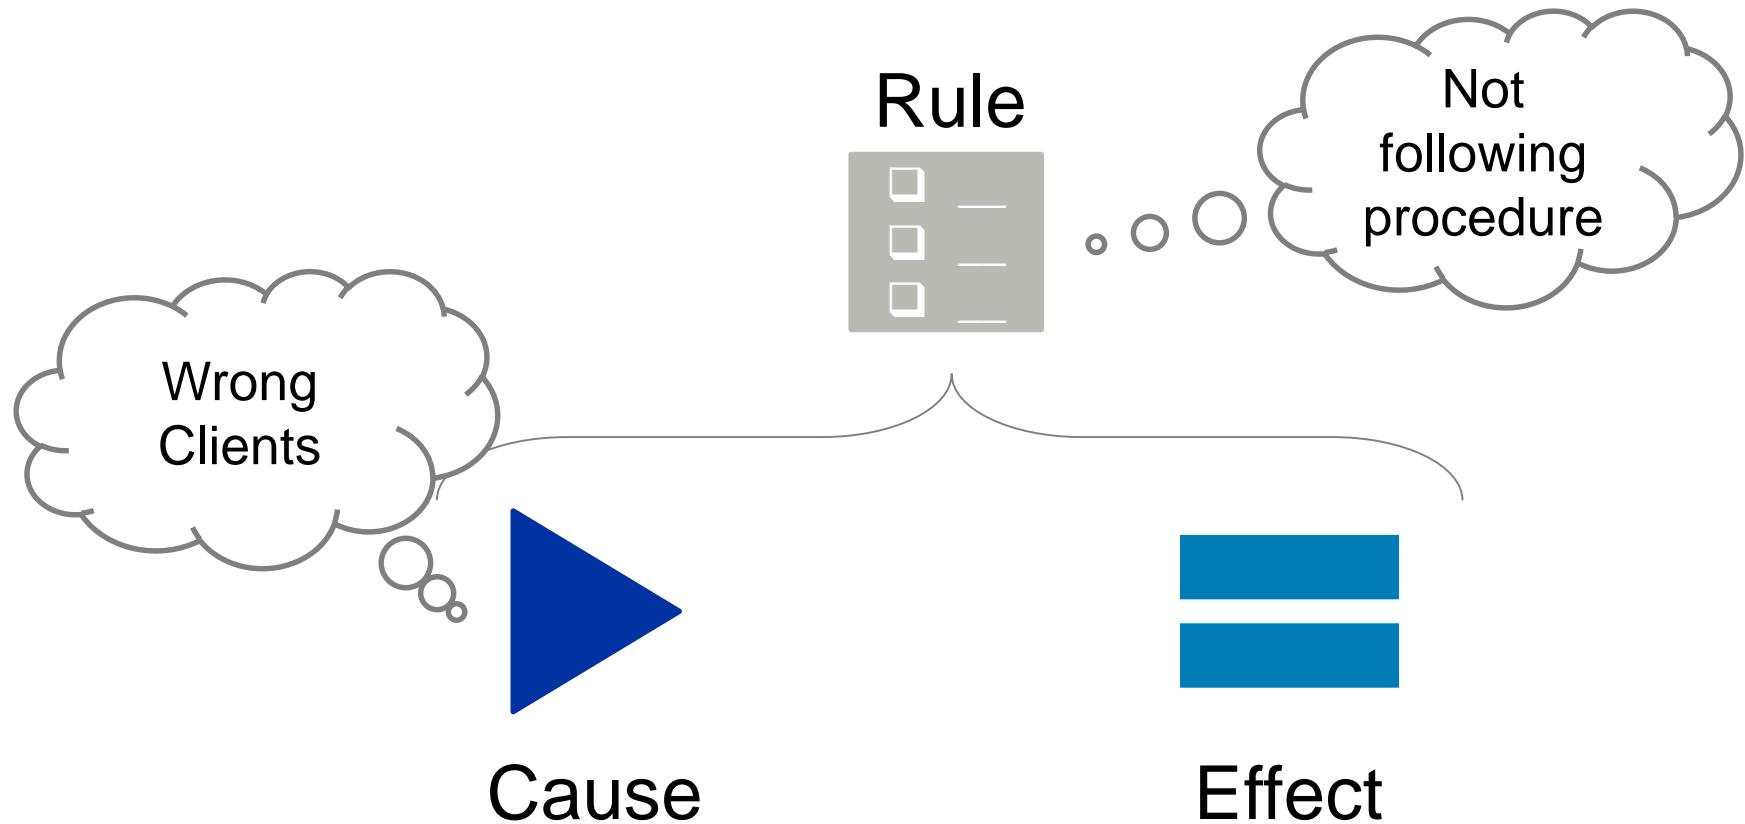 Rule
Not
following
procedure
Wrong
Clients
Cause
Effect